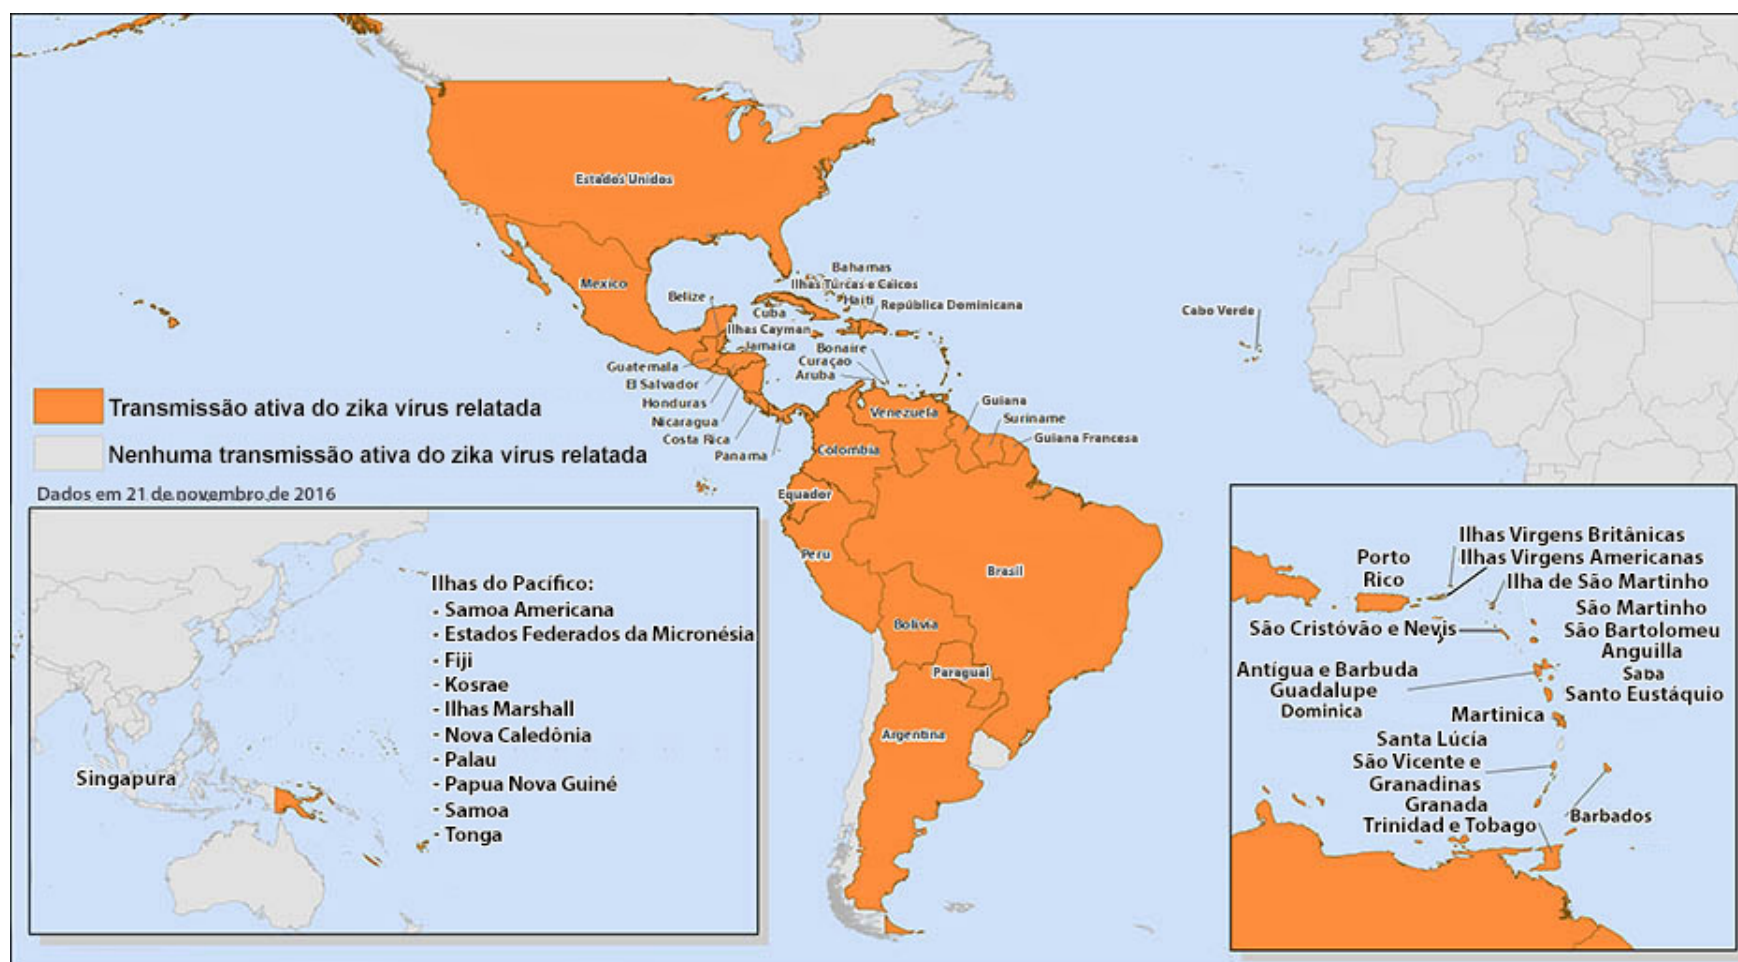 Estados Unidos
Mexico
Bahamas
Ilhas Turcas e Caicos
Belize
Haiti
República Dominicana
Cuba
Ilhas Cayman
Jamaica
Bonaire
Curaçao
Aruba
Cabo Verde
Guatemala
El Salvador
Honduras
Nicaragua
Costa Rica
Panama
Venezuela
Guiana
Suriname
Guiana Francesa
Colombia
Equador
Peru
Brasil
Bolivia
Paragual
Argentina
Transmissão ativa do zika vírus relatada
Nenhuma transmissão ativa do zika vírus relatada
Dados em 21 de novembro de 2016
Ilhas do Pacífico:
- Samoa Americana
- Estados Federados da Micronésia
- Fiji
- Kosrae
- Ilhas Marshall
- Nova Caledônia
- Palau
- Papua Nova Guiné
- Samoa
- Tonga
Singapura
Ilhas Virgens Britânicas
Ilhas Virgens Americanas
Porto
Rico
Ilha de São Martinho
São Martinho
São Cristóvão e Nevis
São Bartolomeu
Anguilla
Antígua e Barbuda
Saba
Guadalupe
Santo Eustáquio
Dominica
Martinica
Santa Lúcía
São Vicente e
Granadinas
Granada
Barbados
Trinidad e Tobago